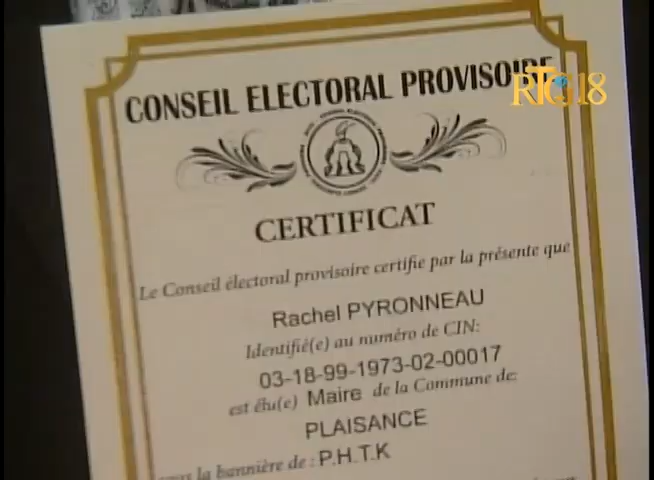 CONSEIL ELECTORAL PROVISOIRE
RTG 18
CERTIFICAT
Le Conseil électoral provisoire certifie par la présente que
Rachel PYRONNEAU
Identifié(e) au numéro de CIN:
03-18-99-1973-02-00017
est élu(e) Maire de la Commune de:
PLAISANCE
la bannière de : P.H.T.K